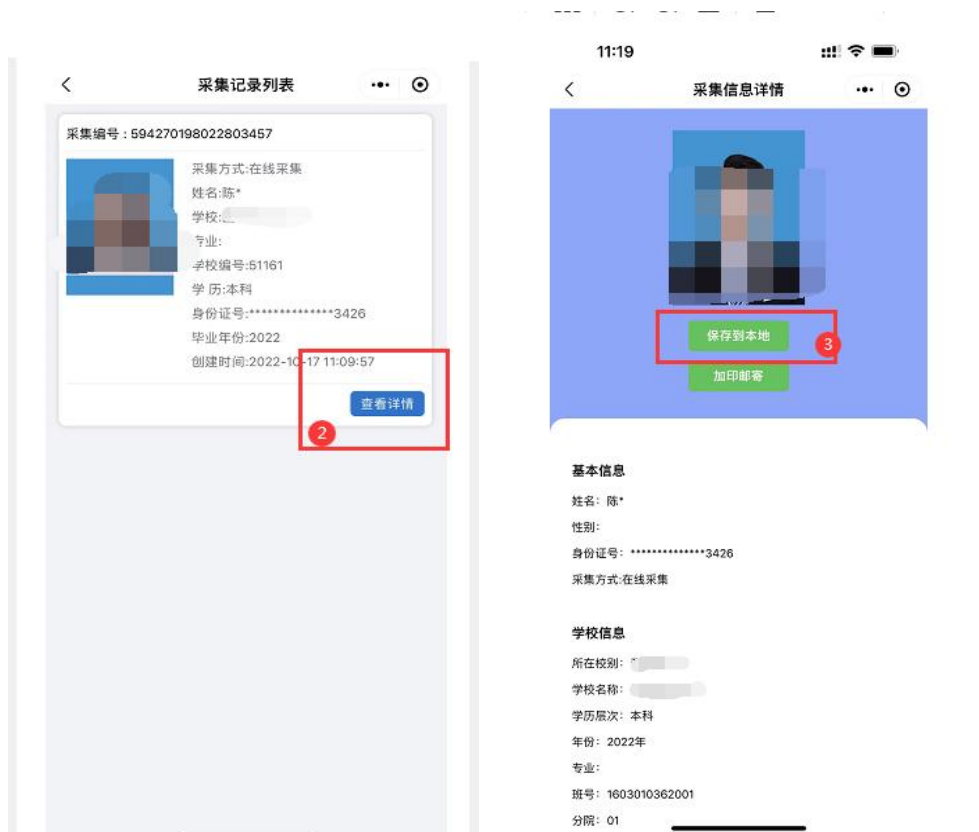 采集记录列表
采集编号：594270198022803457
采集方式:在线采集
姓名:陈*
学校:
专业:
学校编号:51161
学 历:本科
身份证号:**************3426
毕业年份:2022
创建时间:2022-10-17 11:09:57
查看详情
2
11:19
采集信息详情
保存到本地
3
加印邮寄
基本信息
姓名：陈*
性别：
身份证号：**************3426
采集方式:在线采集
学校信息
所在校别：
学校名称：
学历层次：本科
年份：2022年
专业：
班号：1603010362001
分院：01